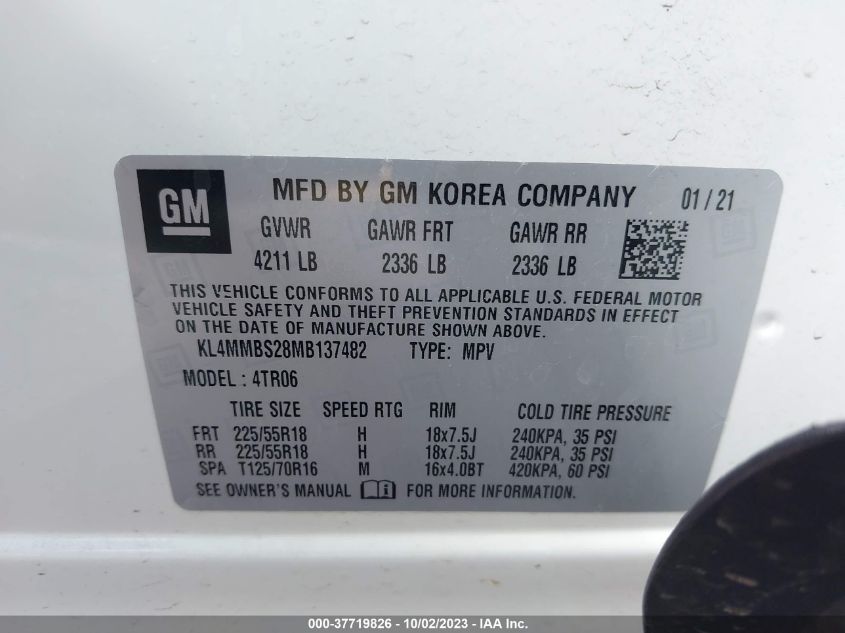 GM MFD BY GM KOREA COMPANY 01/21
GVWR GAWR FRT GAWR RR
4211 LB 2336 LB 2336 LB
THIS VEHICLE CONFORMS TO ALL APPLICABLE U.S. FEDERAL MOTOR
VEHICLE SAFETY AND THEFT PREVENTION STANDARDS IN EFFECT
ON THE DATE OF MANUFACTURE SHOWN ABOVE.
KL4MMBS28MB137482 TYPE: MPV
MODEL: 4TR06
TIRE SIZE SPEED RTG RIM COLD TIRE PRESSURE
FRT 225/55R18 H 18x7.5J 240KPA, 35 PSI
RR 225/55R18 H 18x7.5J 240KPA, 35 PSI
SPA T125/70R16 M 16x4.0BT 420KPA, 60 PSI
SEE OWNER'S MANUAL FOR MORE INFORMATION.
000-37719826 - 10/02/2023 - IAA Inc.